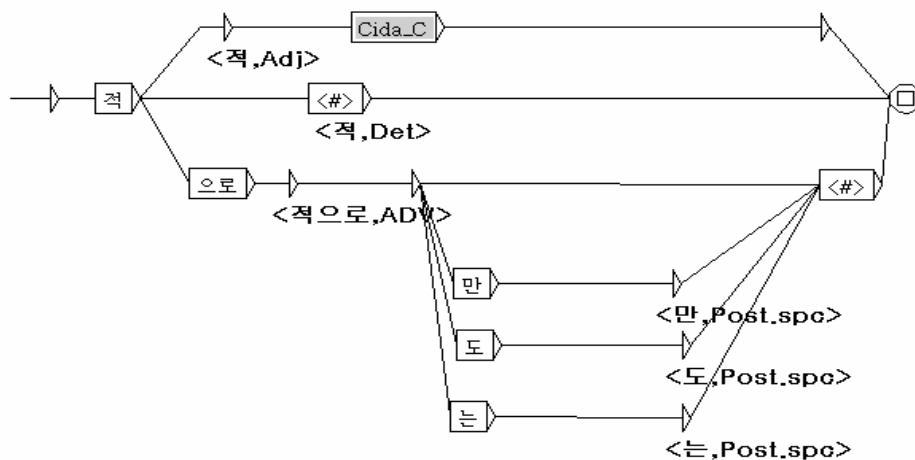 Cida_C
<적,Adj>
적
<#>
<적,Det>
으로
<#>
<적으로,ADV>
만
<만,Post.spc>
도
<도,Post.spc>
는
<는,Post.spc>